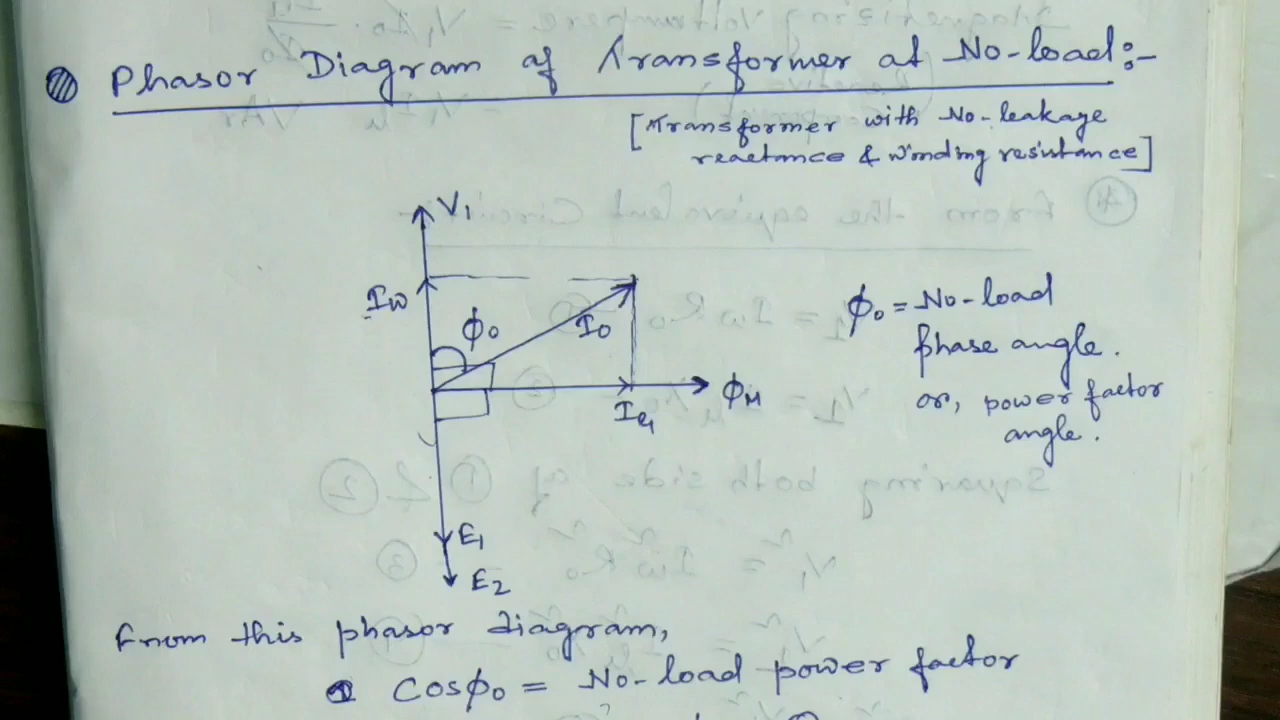 Phasor Diagram of Transformer at No-load:-
[Transformer with No-leakage
reactance & winding resistance]
V1
Iw
ϕ0
I0
ϕM
Iμ
E1
E2
ϕ0 = No-load
phase angle.
or, power factor
angle.
From this phasor diagram,
Cosϕ0 = No-load power factor